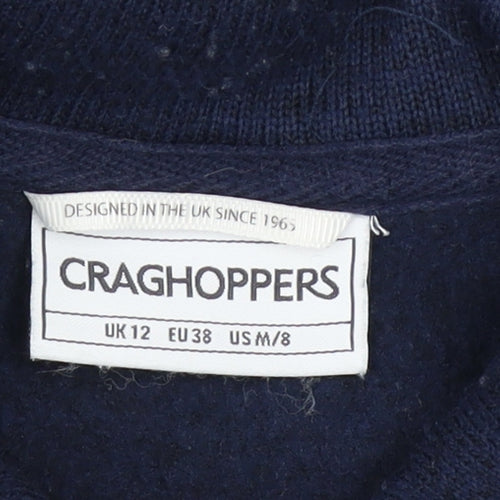 DESIGNED IN THE UK SINCE 1965
CRAGHOPPERS
UK 12 EU 38 US M/8